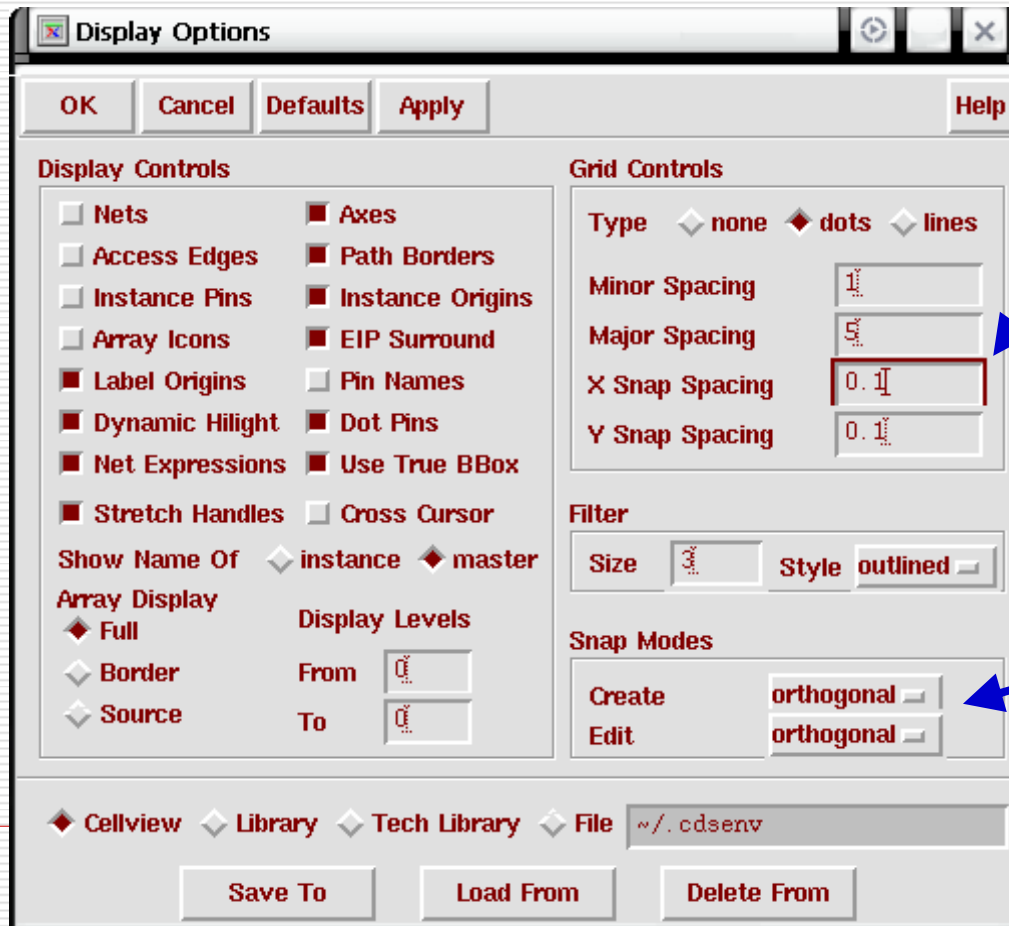 Display Options
OK Cancel Defaults Apply Help
Display Controls
Nets Axes
Access Edges Path Borders
Instance Pins Instance Origins
Array Icons EIP Surround
Label Origins Pin Names
Dynamic Hilight Dot Pins
Net Expressions Use True BBox
Stretch Handles Cross Cursor
Show Name Of instance master
Array Display
Full
Border
Source
Display Levels
From 0
To 0
Grid Controls
Type none dots lines
Minor Spacing 1
Major Spacing 5
X Snap Spacing 0.1
Y Snap Spacing 0.1
Filter
Size 3 Style outlined
Snap Modes
Create orthogonal
Edit orthogonal
Cellview Library Tech Library File ~/.cdsenv
Save To Load From Delete From